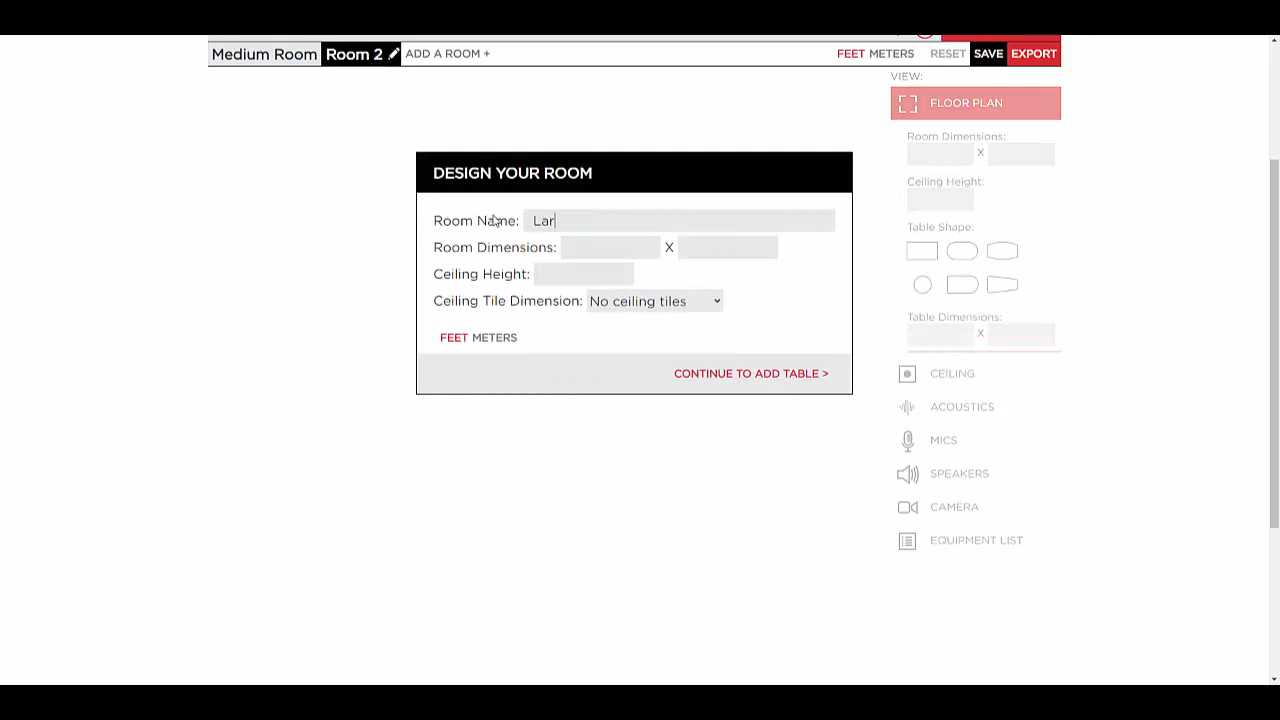 Medium Room Room 2 ADD A ROOM + FEET METERS RESET SAVE EXPORT
VIEW:
FLOOR PLAN
Room Dimensions:
X
Ceiling Height:
Table Shape:
Table Dimensions:
X
CEILING
ACOUSTICS
MICS
SPEAKERS
CAMERA
EQUIPMENT LIST
DESIGN YOUR ROOM
Room Name: Lar
Room Dimensions: X
Ceiling Height:
Ceiling Tile Dimension: No ceiling tiles
FEET METERS
CONTINUE TO ADD TABLE >